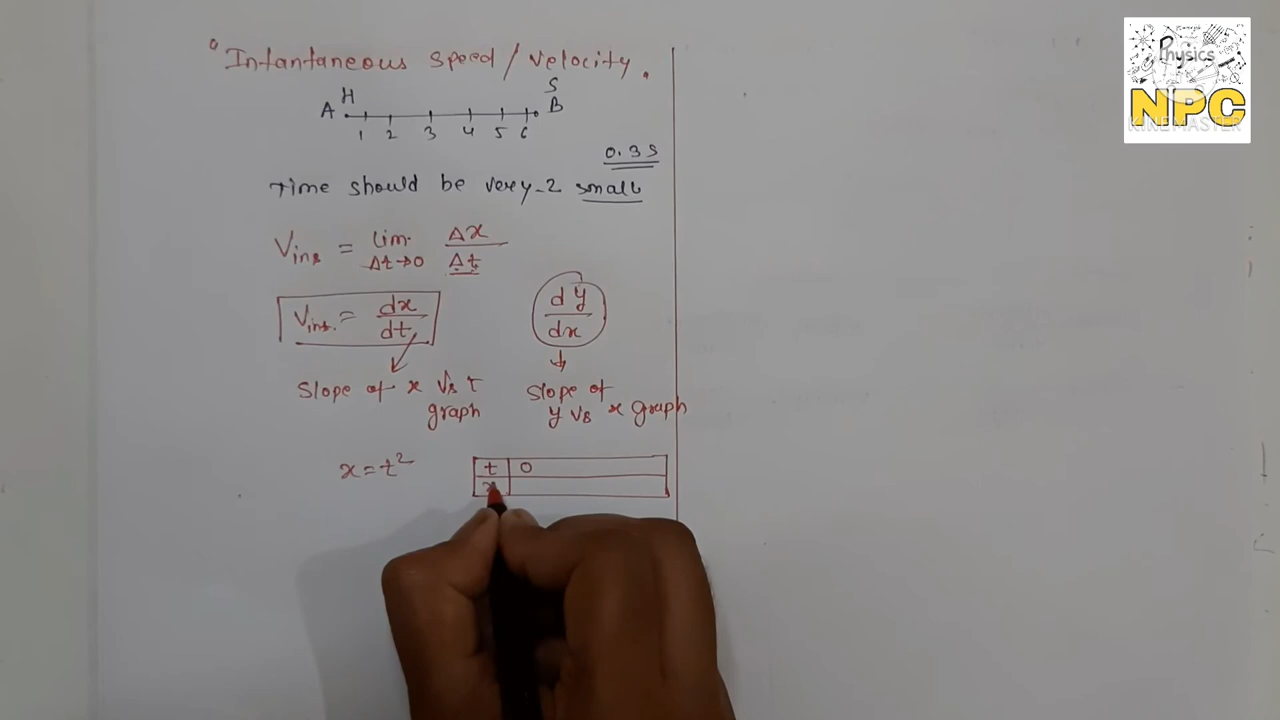 Intantaneous speed / velocity.
H S
A B
1 2 3 4 5 6
0.3 s
Time should be very-2 small
Vins = lim Δt→0 Δx/Δt
Vins. = dx/dt
dy/dx
Slope of x vs t graph
Slope of y vs x graph
x = t²
t 0
x
Physics
NPC
KINEMASTER